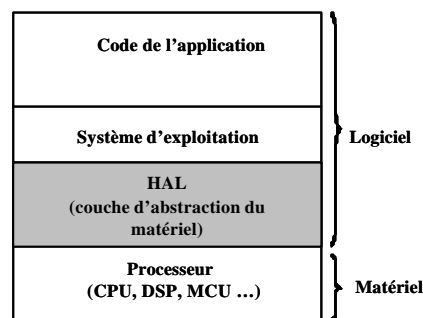 Code de l'application
Système d'exploitation
Logiciel
HAL
(couche d'abstraction du
matériel)
Processeur
(CPU, DSP, MCU …)
Matériel